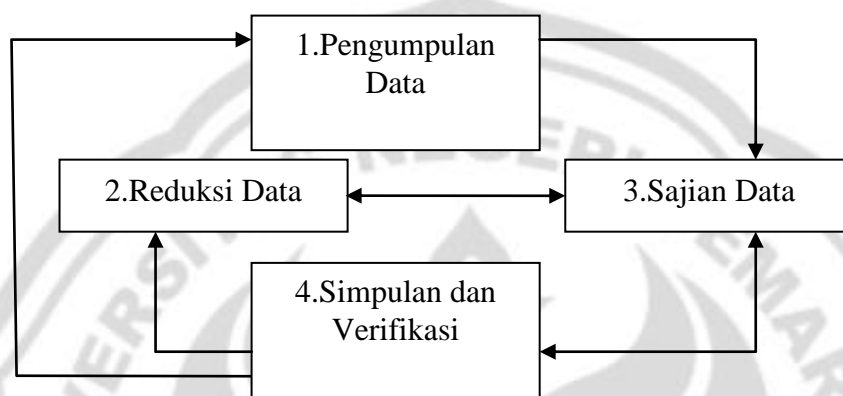 1.Pengumpulan
Data
2.Reduksi Data
3.Sajian Data
4.Simpulan dan
Verifikasi